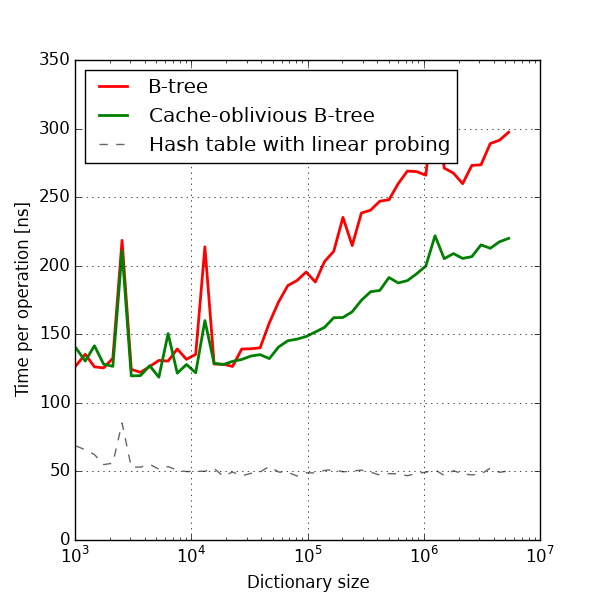 350
300
250
200
150
100
50
0
Time per operation [ns]
B-tree
Cache-oblivious B-tree
Hash table with linear probing
10³ 10⁴ 10⁵ 10⁶ 10⁷
Dictionary size